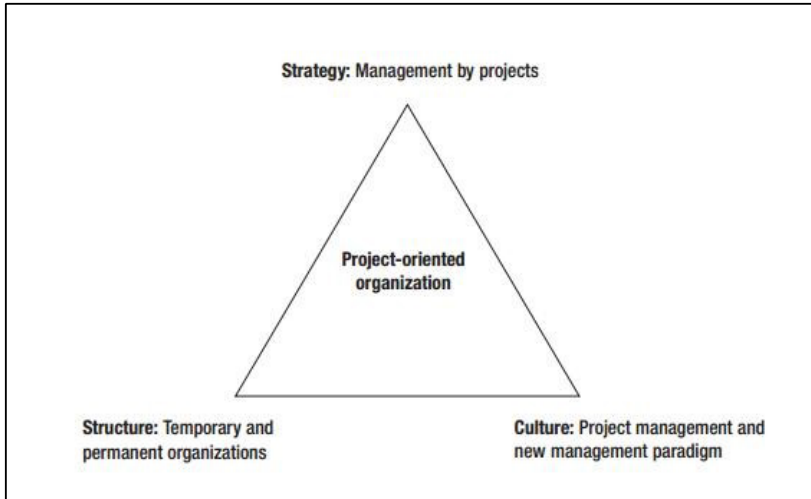 Strategy: Management by projects
Project-oriented
organization
Structure: Temporary and
permanent organizations
Culture: Project management and
new management paradigm